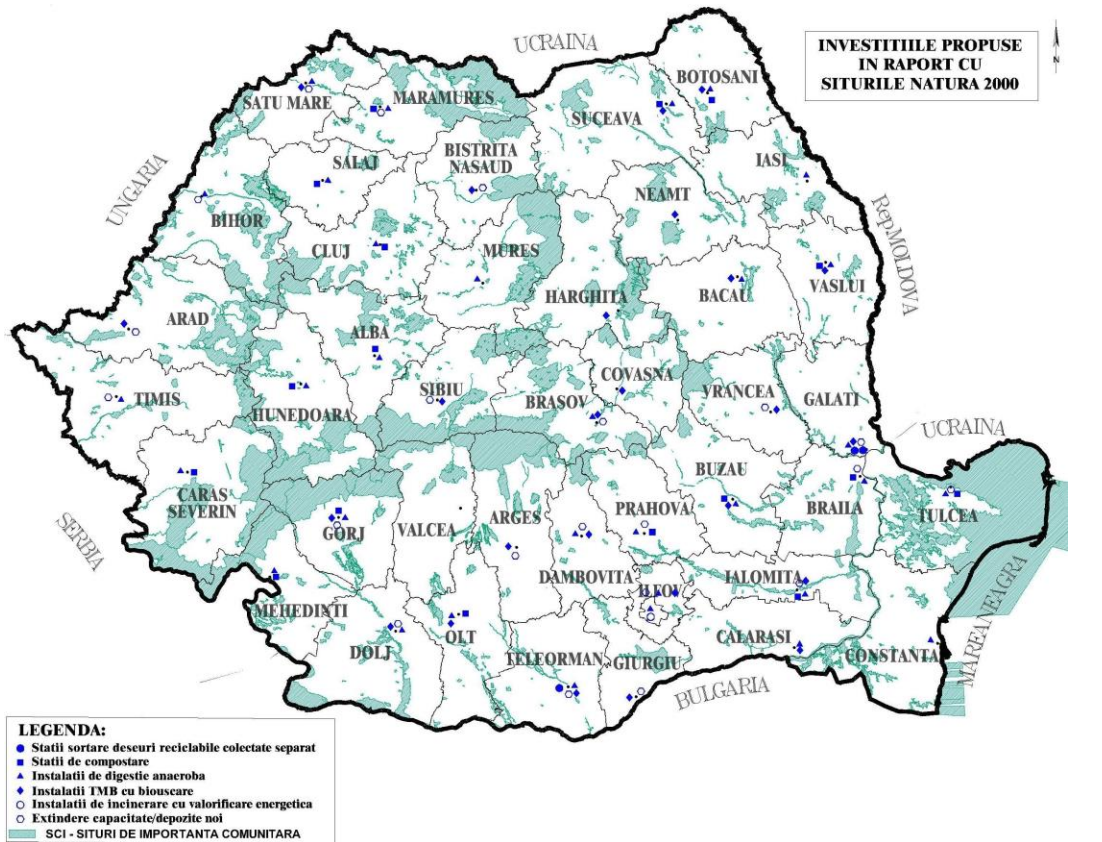 INVESTITIILE PROPUSE
IN RAPORT CU
SITURILE NATURA 2000
N
UCRAINA
BOTOSANI
SATU MARE
MARAMURES
SUCEAVA
BISTRITA
NASAUD
SALAJ
IASI
UNGARIA
NEAMT
BIHOR
Rep.MOLDOVA
CLUJ
MURES
HARGHITA
BACAU
VASLUI
ARAD
ALBA
TIMIS
HUNEDOARA
SIBIU
BRASOV
COVASNA
VRANCEA
GALATI
UCRAINA
CARAS
SEVERIN
BUZAU
SERBIA
GORJ
VALCEA
ARGES
PRAHOVA
BRAILA
TULCEA
DAMBOVITA
ILFOV
IALOMITA
MEHEDINTI
MAREA NEAGRA
DOLJ
OLT
TELEORMAN
GIURGIU
CALARASI
CONSTANTA
BULGARIA
LEGENDA:
Statii sortare deseuri reciclabile colectate separat
Statii de compostare
Instalatii de digestie anaeroba
Instalatii TMB cu biouscare
Instalatii de incinerare cu valorificare energetica
Extindere capacitate/depozite noi
SCI - SITURI DE IMPORTANTA COMUNITARA